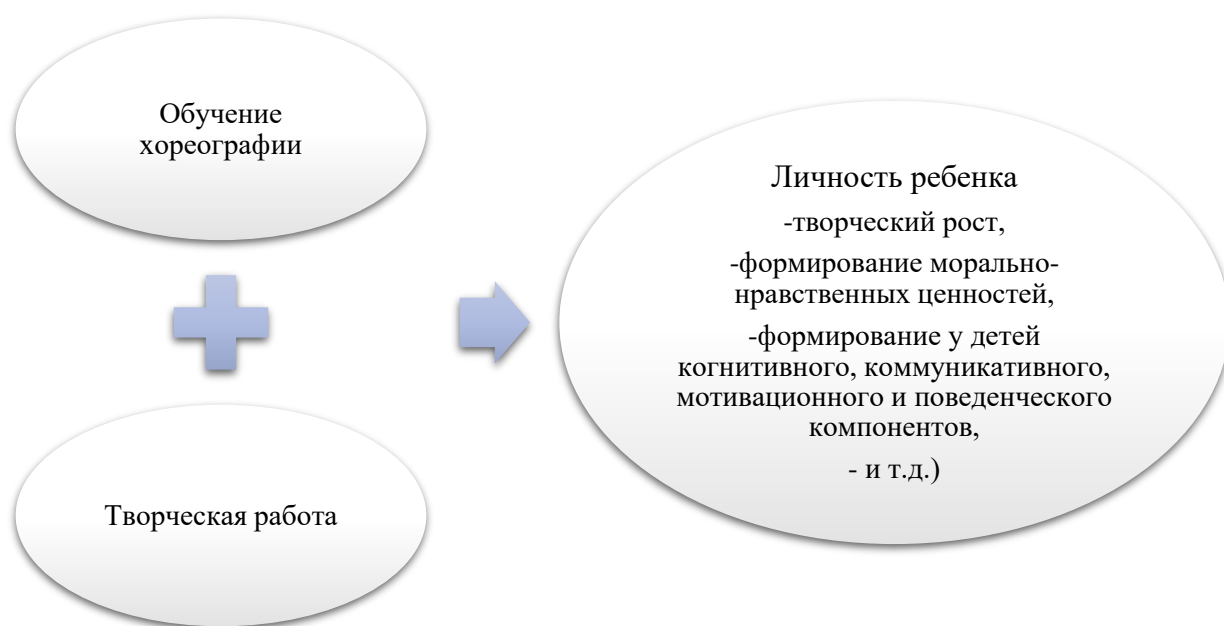 Обучение
хореографии
Творческая работа
Личность ребенка
-творческий рост,
-формирование морально-
нравственных ценностей,
-формирование у детей
когнитивного, коммуникативного,
мотивационного и поведенческого
компонентов,
- и т.д.)